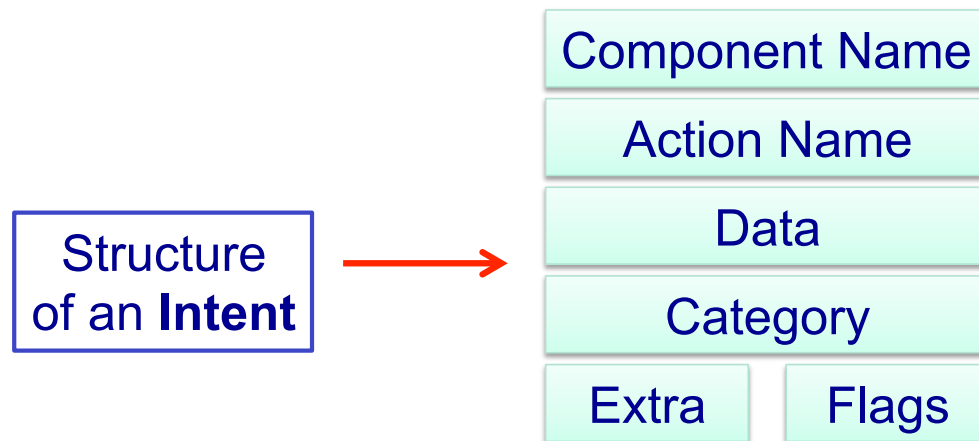 Component Name
Action Name
Structure
of an Intent
Data
Category
Extra
Flags